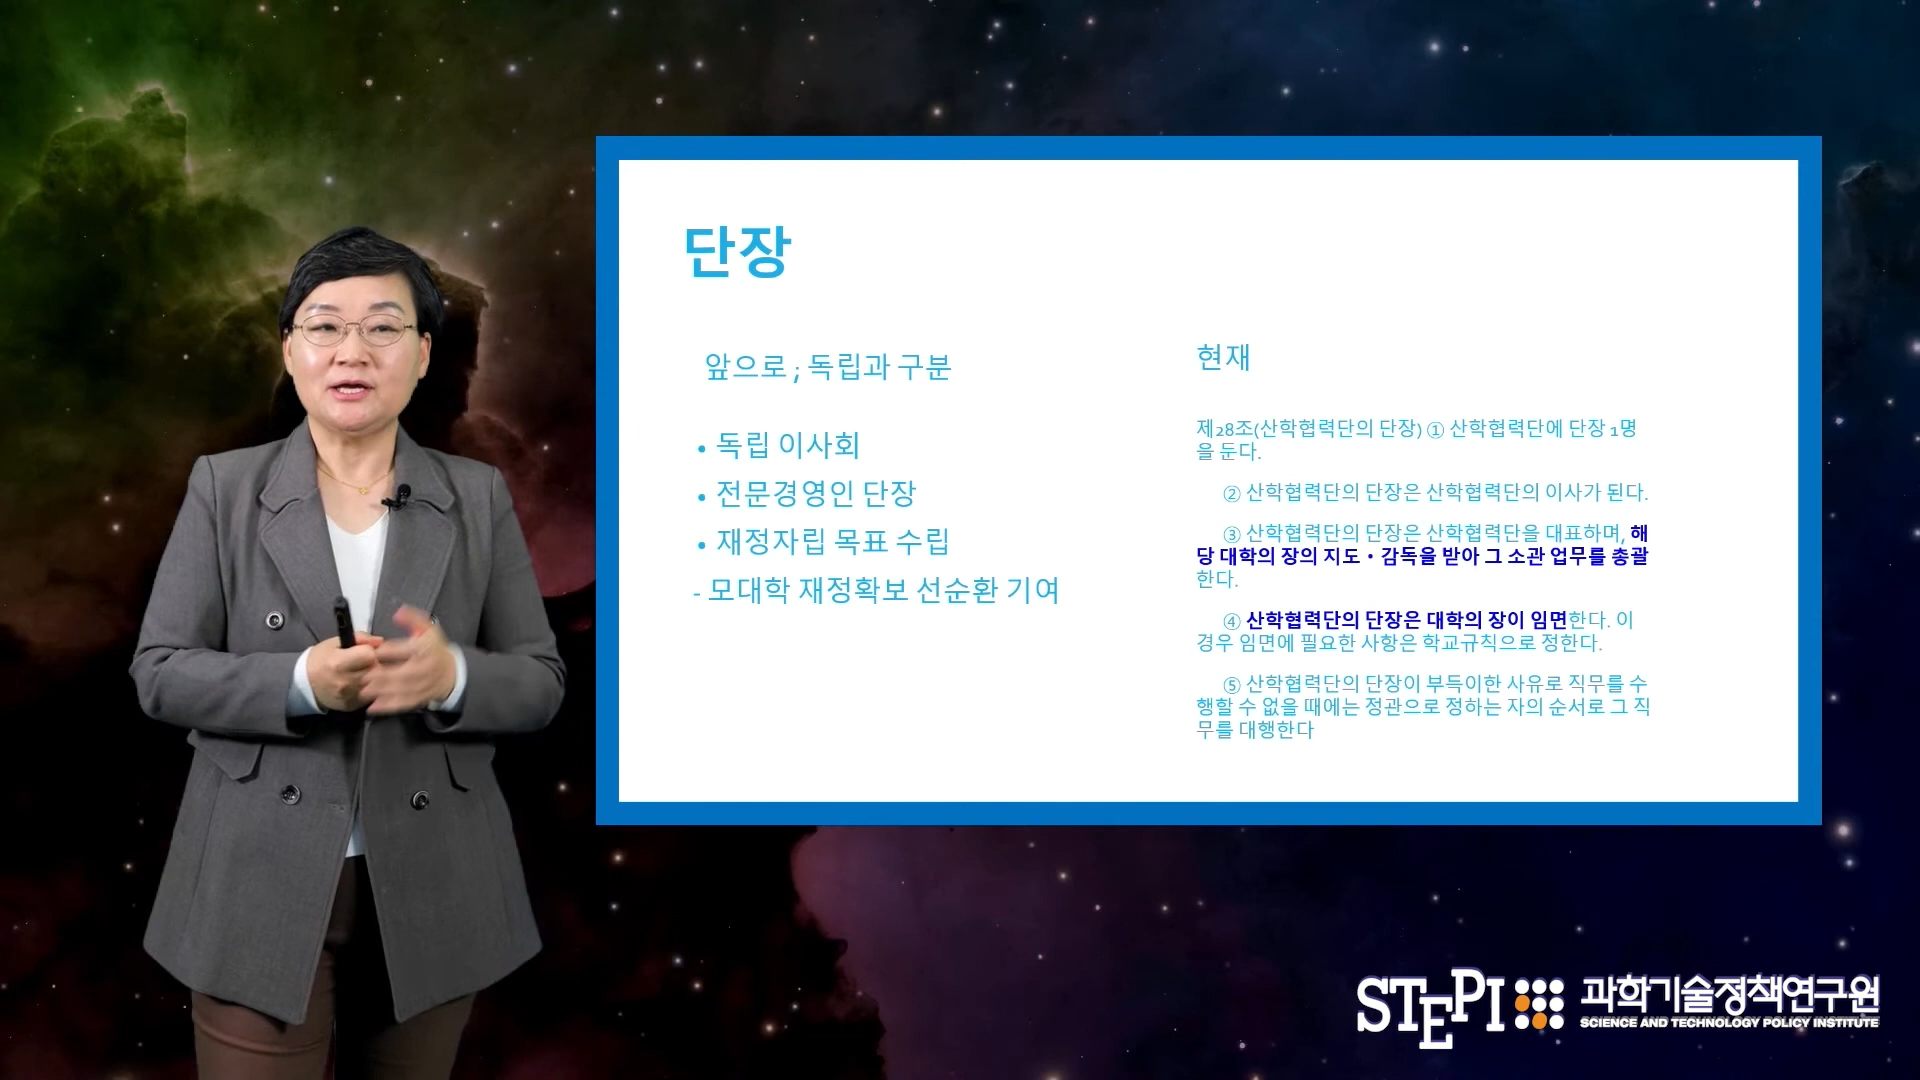 단장
앞으로 ; 독립과 구분
• 독립 이사회
• 전문경영인 단장
• 재정자립 목표 수립
- 모대학 재정확보 선순환 기여
현재
제28조(산학협력단의 단장) ① 산학협력단에 단장 1명
을 둔다.
② 산학협력단의 단장은 산학협력단의 이사가 된다.
③ 산학협력단의 단장은 산학협력단을 대표하며, 해
당 대학의 장의 지도・감독을 받아 그 소관 업무를 총괄
한다.
④ 산학협력단의 단장은 대학의 장이 임면한다. 이
경우 임면에 필요한 사항은 학교규칙으로 정한다.
⑤ 산학협력단의 단장이 부득이한 사유로 직무를 수
행할 수 없을 때에는 정관으로 정하는 자의 순서로 그 직
무를 대행한다
STEPI 과학기술정책연구원
SCIENCE AND TECHNOLOGY POLICY INSTITUTE